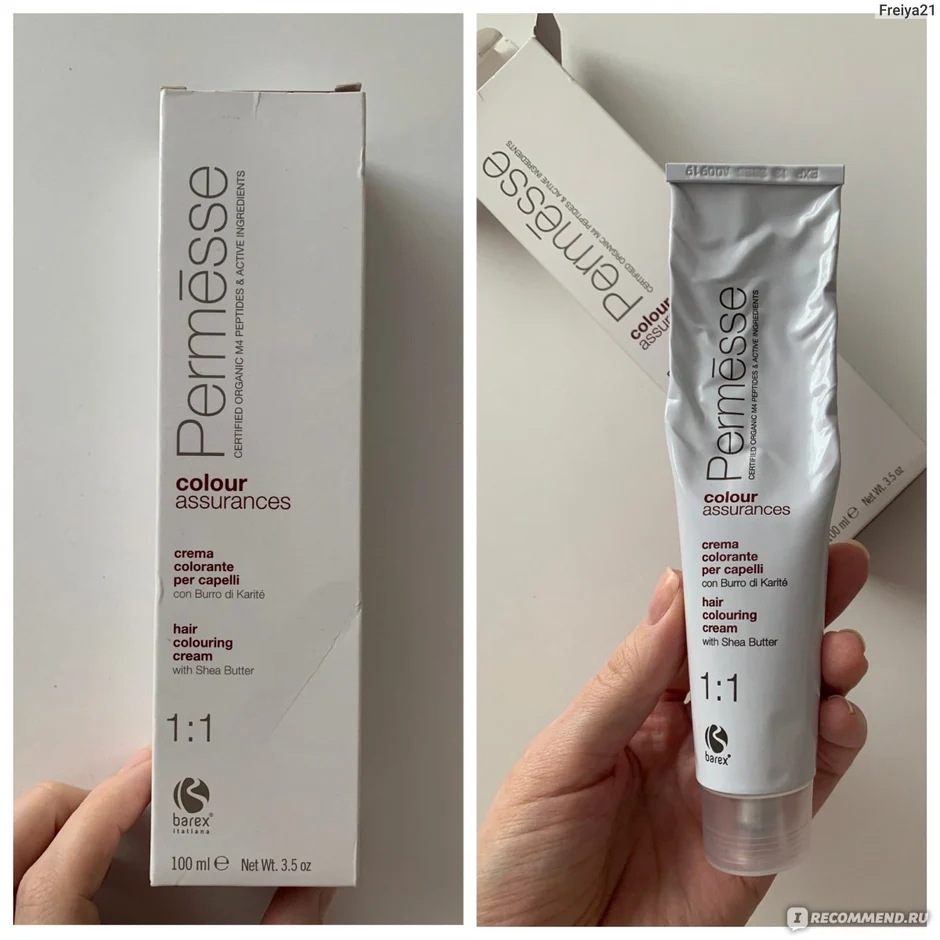 Freiya21
Permēsse
CERTIFIED ORGANIC M4 PEPTIDES & ACTIVE INGREDIENTS
colour
assurances
crema
colorante
per capelli
con Burro di Karité
hair
colouring
cream
with Shea Butter
1:1
barex®
italiana
100 ml ℮ Net Wt. 3.5 oz
Permēsse
CERTIFIED ORGANIC M4 PEPTIDES & ACTIVE INGREDIENTS
colour
assur
00 ml ℮ Net Wt. 3.5 oz
A00919
EXP
Permēsse
CERTIFIED ORGANIC M4 PEPTIDES & ACTIVE INGREDIENTS
colour
assurances
crema
colorante
per capelli
con Burro di Karité
hair
colouring
cream
with Shea Butter
1:1
barex®
IRECOMMEND.RU